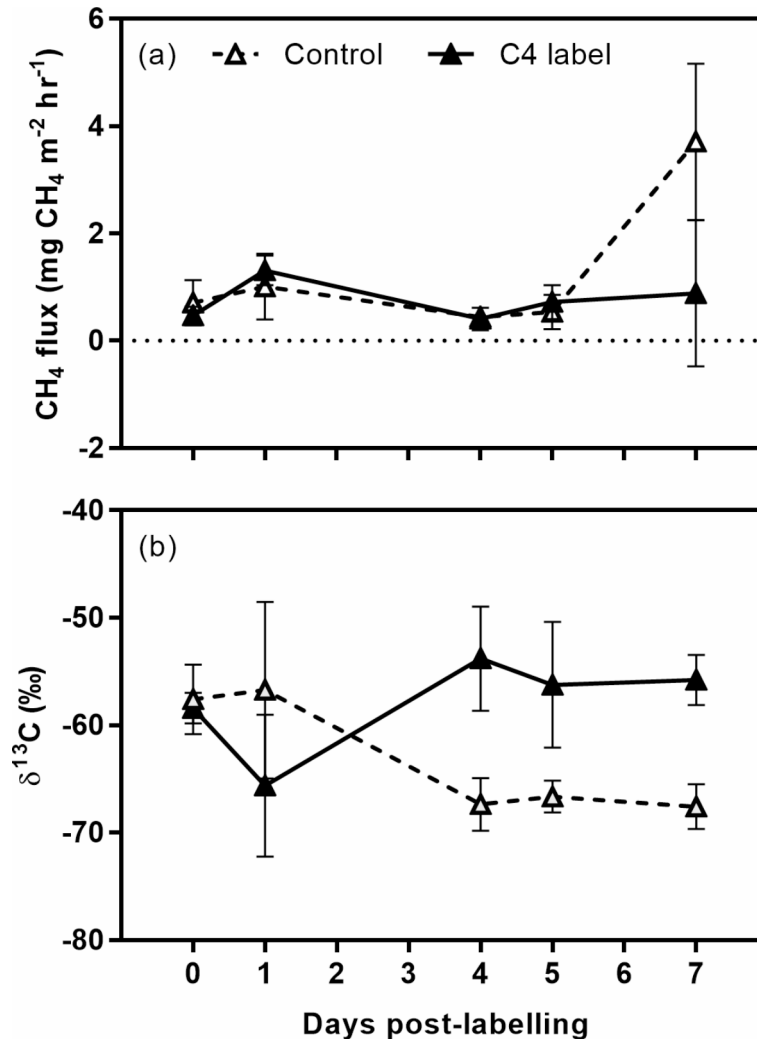 (a) Control C4 label
CH₄ flux (mg CH₄ m⁻² hr⁻¹)
6
4
2
0
-2
(b)
δ¹³C (‰)
-40
-50
-60
-70
-80
0 1 2 3 4 5 6 7
Days post-labelling